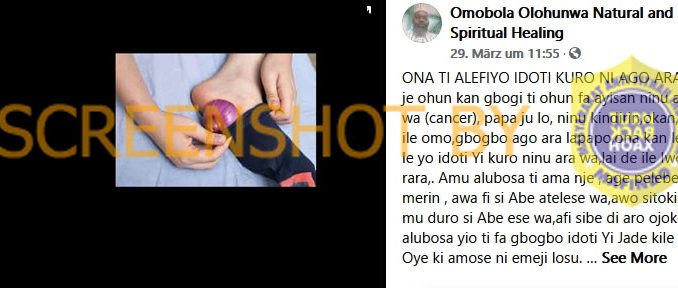 SCREENSHOT BY
Omobola Olohunwa Natural and
Spiritual Healing
29. März um 11:55 ·
ONA TI ALEFIYO IDOTI KURO NI AGO ARA
je ohun kan gbogi ti ohun fa ayisan ninu a
wa (cancer), papa ju lo, ninu kindirin,okan,
ile omo,gbogbo ago ara lapapo,ona kan le
le yo idoti Yi kuro ninu ara wa,lai de ile Iwo
rara,. Amu alubosa ti ama nje , age pelebe
merin , awa fi si Abe atelese wa,awo sitoki
mu duro si Abe ese wa,afi sibe di aro ojok
alubosa yio ti fa gbogbo idoti Yi Jade kile
Oye ki amose ni emeji losu. ... See More